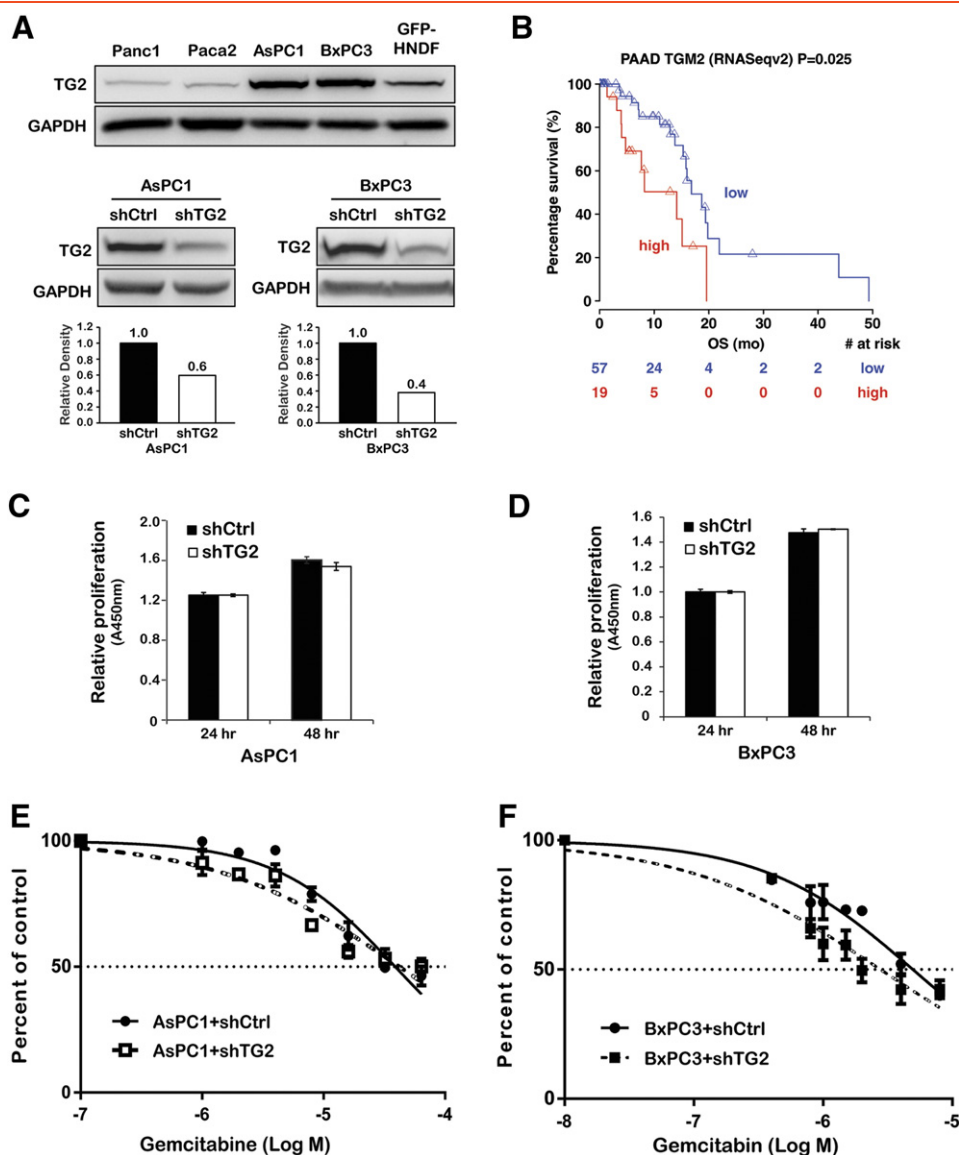 A
Panc1 Paca2 AsPC1 BxPC3 GFP-
HNDF
TG2
GAPDH
AsPC1
shCtrl shTG2
TG2
GAPDH
BxPC3
shCtrl shTG2
TG2
GAPDH
Relative Density
1.2
1.0
0.8
0.6
0.4
0.2
0.0
1.0
0.6
shCtrl shTG2
AsPC1
Relative Density
1.2
1.0
0.8
0.6
0.4
0.2
0.0
1.0
0.4
shCtrl shTG2
BxPC3
B
PAAD TGM2 (RNASeqv2) P=0.025
Percentage survival (%)
100
80
60
40
20
0
low
high
0 10 20 30 40 50
OS (mo) # at risk
57 24 4 2 2 low
19 5 0 0 0 high
C
Relative proliferation
(A450nm)
2.0
1.6
1.2
0.8
0.4
0
shCtrl
shTG2
24 hr 48 hr
AsPC1
D
Relative proliferation
(A450nm)
1.6
1.4
1.2
1
0.8
0.6
0.4
0.2
0
shCtrl
shTG2
24 hr 48 hr
BxPC3
E
Percent of control
100
50
0
AsPC1+shCtrl
AsPC1+shTG2
-7 -6 -5 -4
Gemcitabine (Log M)
F
Percent of control
100
50
0
BxPC3+shCtrl
BxPC3+shTG2
-8 -7 -6 -5
Gemcitabin (Log M)